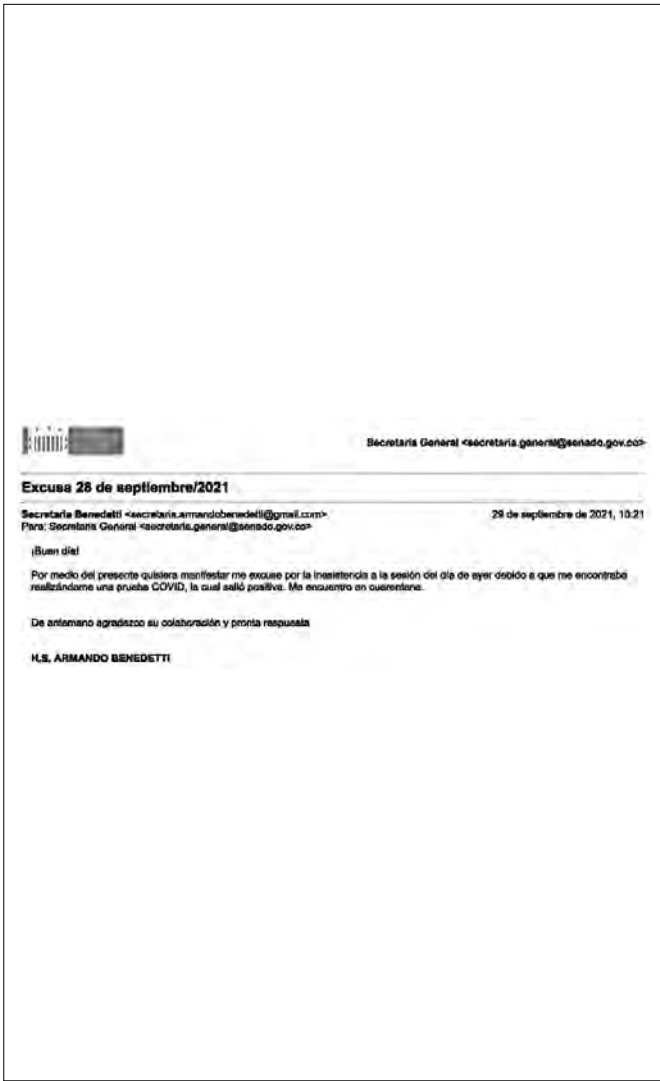 Secretaria General <secretaria.general@senado.gov.co>
Excusa 28 de septiembre/2021
Secretaria Benedetti <secretaria.armandobenedetti@gmail.com>
29 de septiembre de 2021, 10:21
Para: Secretaria General <secretaria.general@senado.gov.co>
¡Buen día!
Por medio del presente quisiera manifestar me excuse por la inasistencia a la sesión del día de ayer debido a que me encontraba
realizándome una prueba COVID, la cual salió positiva. Me encuentro en cuarentena.
De antemano agradezco su colaboración y pronta respuesta
H.S. ARMANDO BENEDETTI